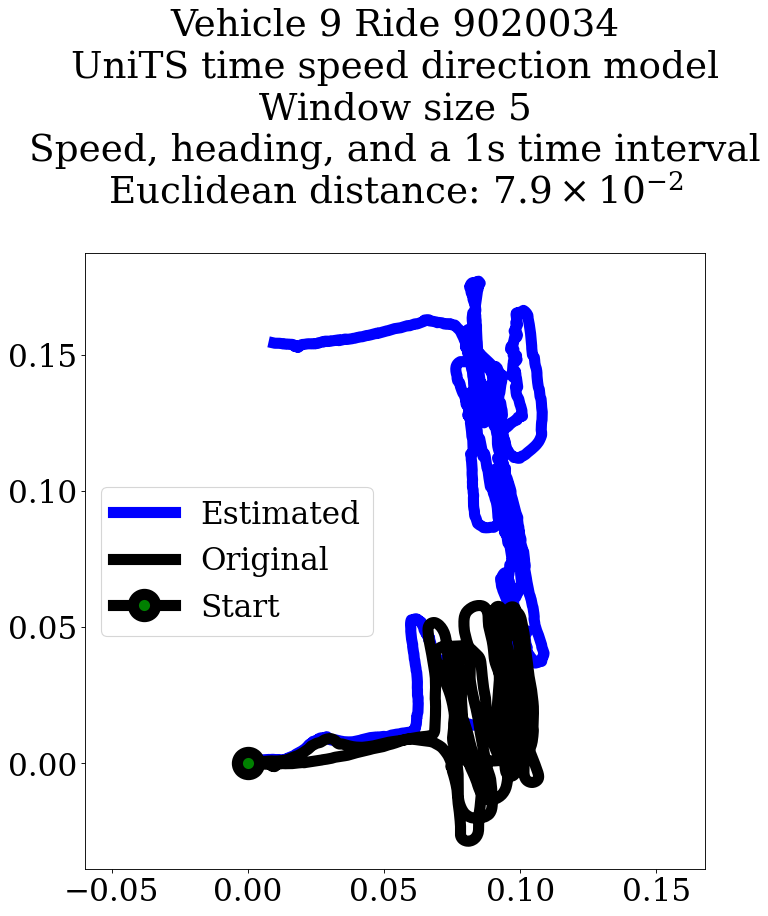 Vehicle 9 Ride 9020034
UniTS time speed direction model
Window size 5
Speed, heading, and a 1s time interval
Euclidean distance: 7.9 × 10⁻²
0.15
0.10
0.05
0.00
Estimated
Original
Start
−0.05 0.00 0.05 0.10 0.15